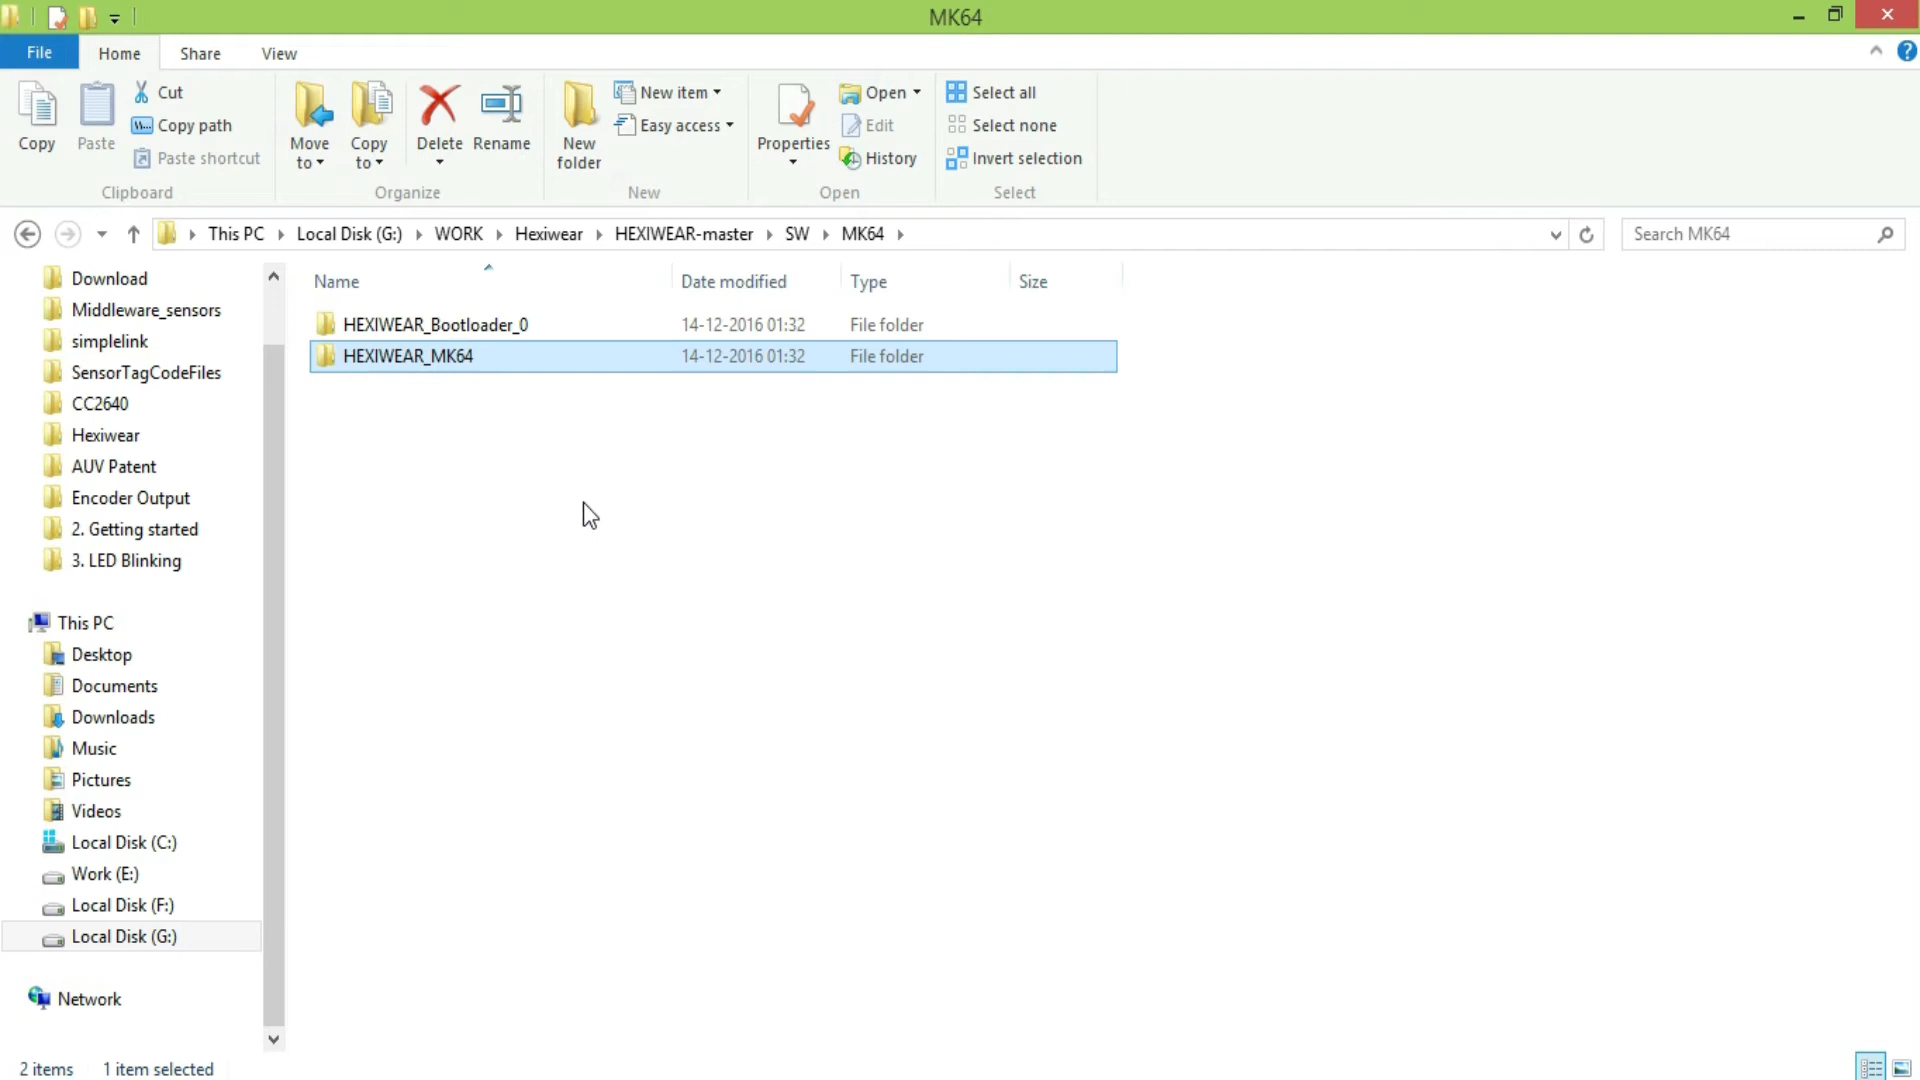 MK64
File Home Share View
Copy
Paste
Cut
Copy path
Paste shortcut
Clipboard
Move to
Copy to
Delete
Rename
Organize
New folder
New item
Easy access
New
Properties
Open
Edit
History
Open
Select all
Select none
Invert selection
Select
This PC Local Disk (G:) WORK Hexiwear HEXIWEAR-master SW MK64
Search MK64
Download
Middleware_sensors
simplelink
SensorTagCodeFiles
CC2640
Hexiwear
AUV Patent
Encoder Output
2. Getting started
3. LED Blinking
This PC
Desktop
Documents
Downloads
Music
Pictures
Videos
Local Disk (C:)
Work (E:)
Local Disk (F:)
Local Disk (G:)
Network
Name Date modified Type Size
HEXIWEAR_Bootloader_0 14-12-2016 01:32 File folder
HEXIWEAR_MK64 14-12-2016 01:32 File folder
2 items 1 item selected